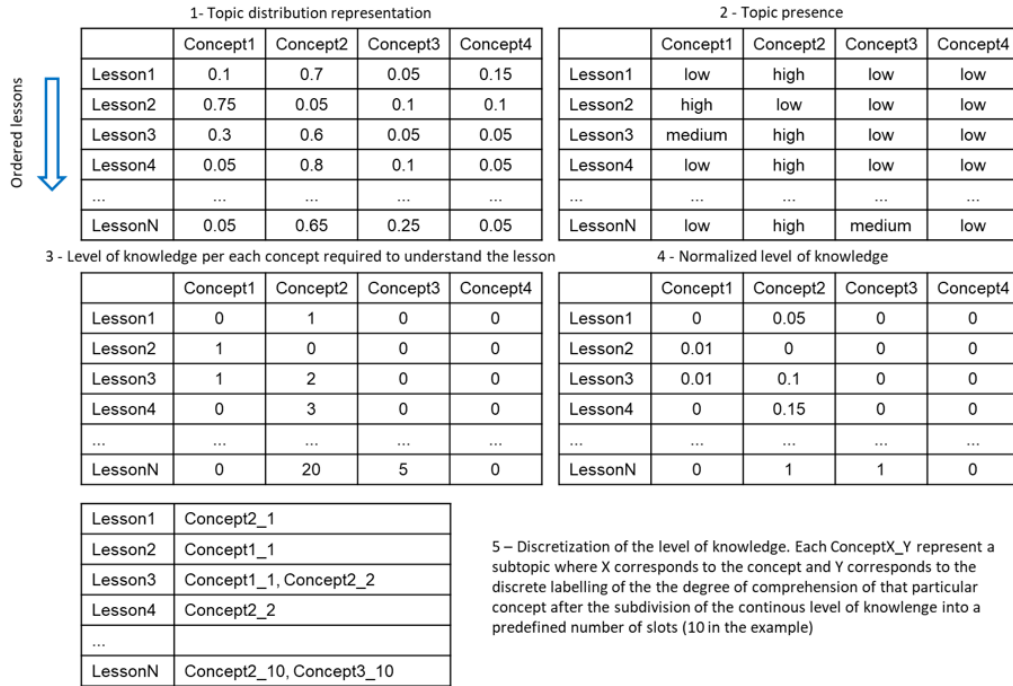 1- Topic distribution representation
Concept1 Concept2 Concept3 Concept4
Lesson1 0.1 0.7 0.05 0.15
Lesson2 0.75 0.05 0.1 0.1
Lesson3 0.3 0.6 0.05 0.05
Lesson4 0.05 0.8 0.1 0.05
... ... ... ... ...
LessonN 0.05 0.65 0.25 0.05
Ordered lessons
2 - Topic presence
Concept1 Concept2 Concept3 Concept4
Lesson1 low high low low
Lesson2 high low low low
Lesson3 medium high low low
Lesson4 low high low low
... ... ... ...
LessonN low high medium low
3 - Level of knowledge per each concept required to understand the lesson
Concept1 Concept2 Concept3 Concept4
Lesson1 0 1 0 0
Lesson2 1 0 0 0
Lesson3 1 2 0 0
Lesson4 0 3 0 0
... ... ... ... ...
LessonN 0 20 5 0
4 - Normalized level of knowledge
Concept1 Concept2 Concept3 Concept4
Lesson1 0 0.05 0 0
Lesson2 0.01 0 0 0
Lesson3 0.01 0.1 0 0
Lesson4 0 0.15 0 0
... ... ... ...
LessonN 0 1 1 0
Lesson1 Concept2_1
Lesson2 Concept1_1
Lesson3 Concept1_1, Concept2_2
Lesson4 Concept2_2
...
LessonN Concept2_10, Concept3_10
5 – Discretization of the level of knowledge. Each ConceptX_Y represent a
subtopic where X corresponds to the concept and Y corresponds to the
discrete labelling of the the degree of comprehension of that particular
concept after the subdivision of the continous level of knowlenge into a
predefined number of slots (10 in the example)